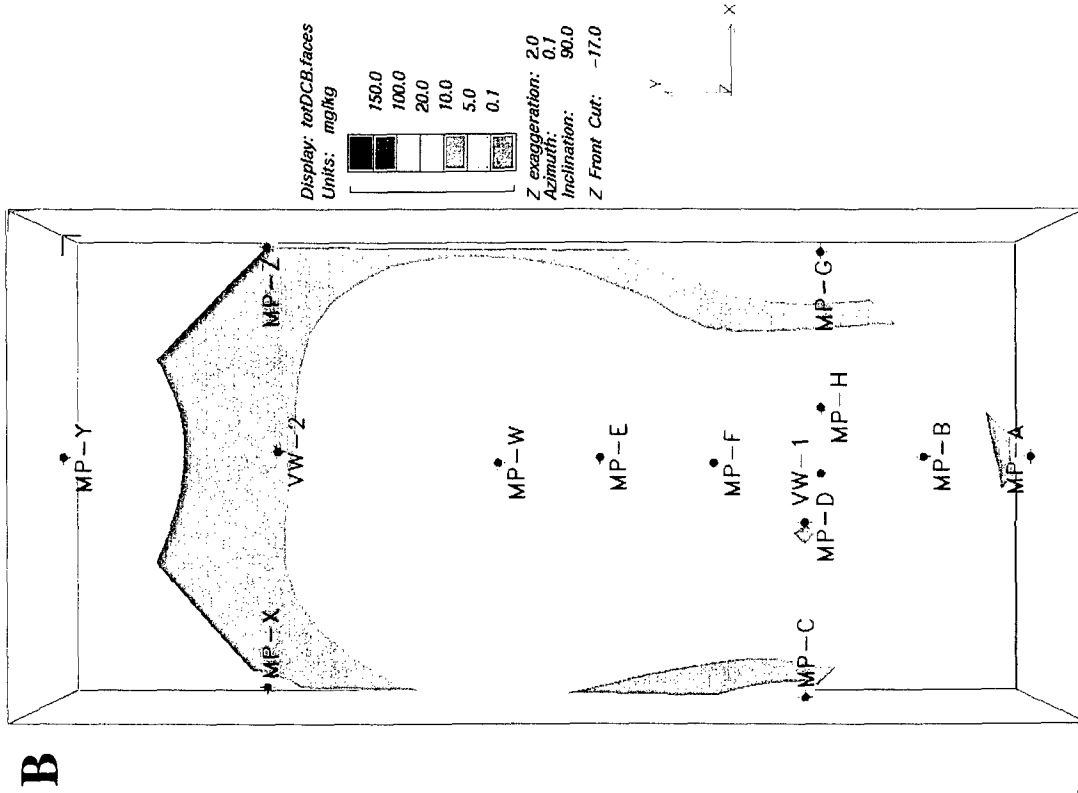 B
MP-Y
MP-X
MP-Z
VW-2
MP-W
MP-E
MP-F
VW-1
MP-D
MP-H
MP-G
MP-C
MP-B
MP-A
Display: totDCB.faces
Units: mg/kg
150.0
100.0
20.0
10.0
5.0
0.1
Z exaggeration: 2.0
Azimuth: 0.1
Inclination: 90.0
Z Front Cut: -17.0
Y
Z
X